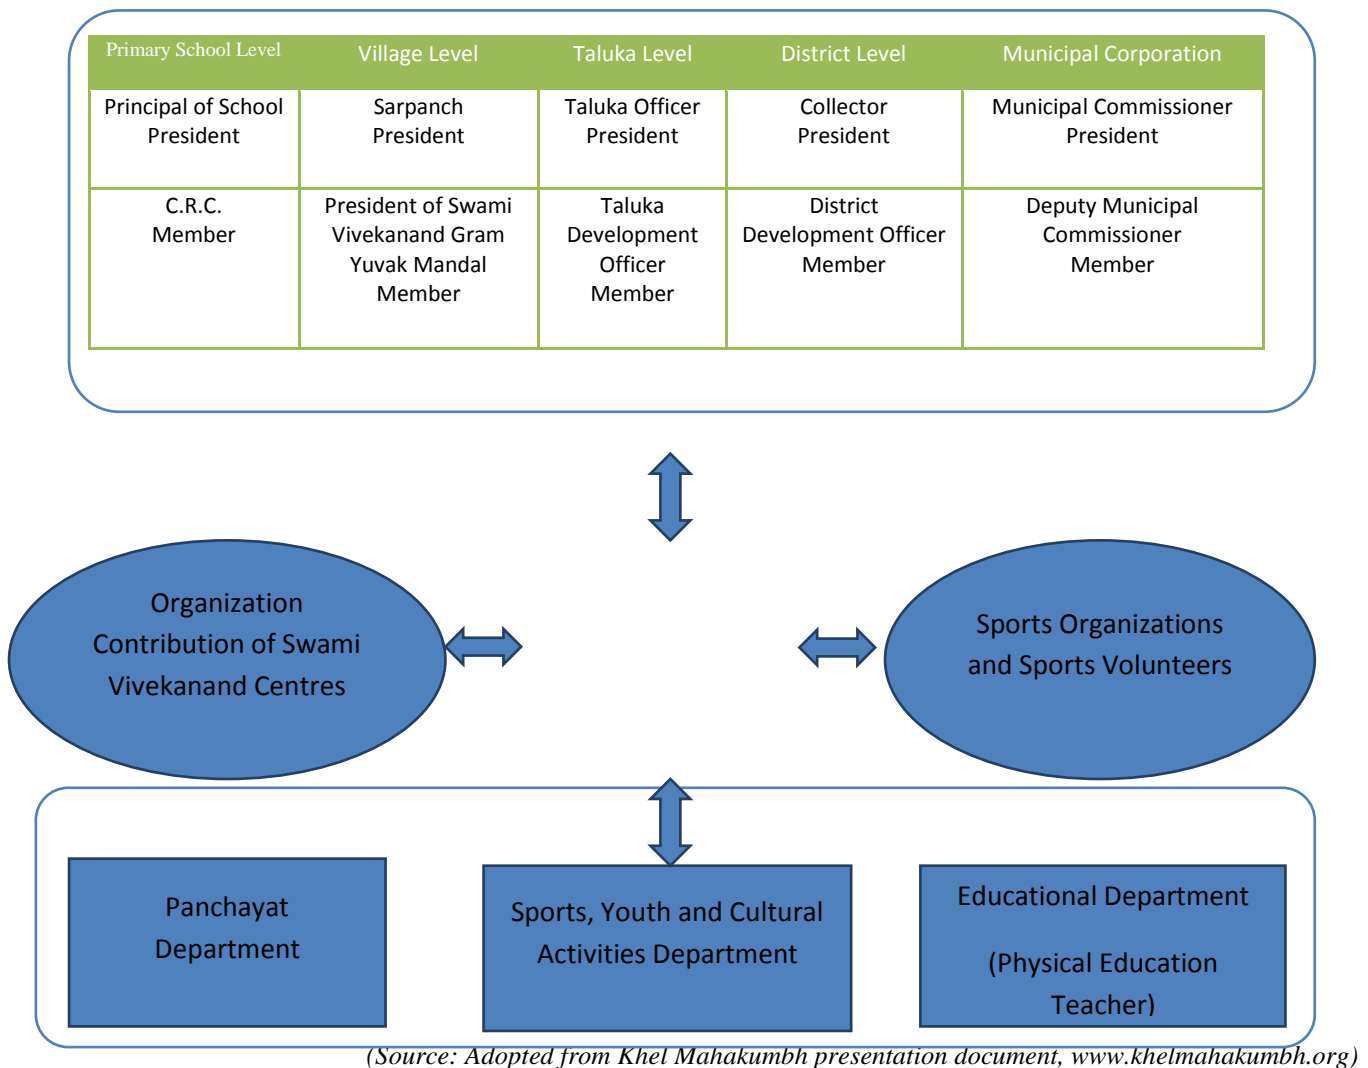 Primary School Level
Village Level
Taluka Level
District Level
Municipal Corporation
Principal of School
President
Sarpanch
President
Taluka Officer
President
Collector
President
Municipal Commissioner
President
C.R.C.
Member
President of Swami
Vivekanand Gram
Yuvak Mandal
Member
Taluka
Development
Officer
Member
District
Development Officer
Member
Deputy Municipal
Commissioner
Member
Organization
Contribution of Swami
Vivekanand Centres
Sports Organizations
and Sports Volunteers
Panchayat
Department
Sports, Youth and Cultural
Activities Department
Educational Department
(Physical Education
Teacher)
(Source: Adopted from Khel Mahakumbh presentation document, www.khelmahakumbh.org)